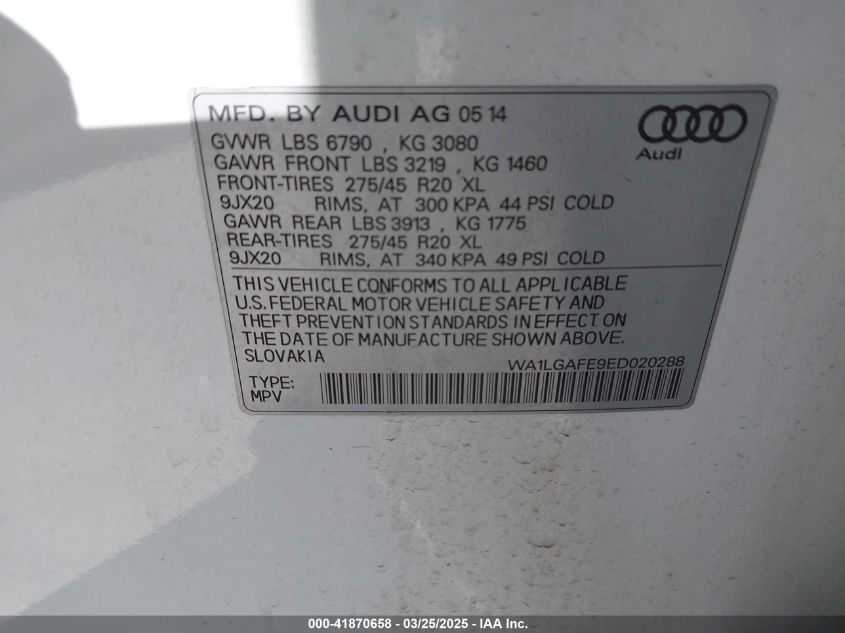 MFD. BY AUDI AG 05 14
Audi
GVWR LBS 6790 , KG 3080
GAWR FRONT LBS 3219 , KG 1460
FRONT-TIRES 275/45 R20 XL
9JX20 RIMS, AT 300 KPA 44 PSI COLD
GAWR REAR LBS 3913 , KG 1775
REAR-TIRES 275/45 R20 XL
9JX20 RIMS, AT 340 KPA 49 PSI COLD
THIS VEHICLE CONFORMS TO ALL APPLICABLE
U.S. FEDERAL MOTOR VEHICLE SAFETY AND
THEFT PREVENTION STANDARDS IN EFFECT ON
THE DATE OF MANUFACTURE SHOWN ABOVE.
SLOVAKIA
WA1LGAFE9ED020288
TYPE:
MPV
000-41870658 - 03/25/2025 - IAA Inc.